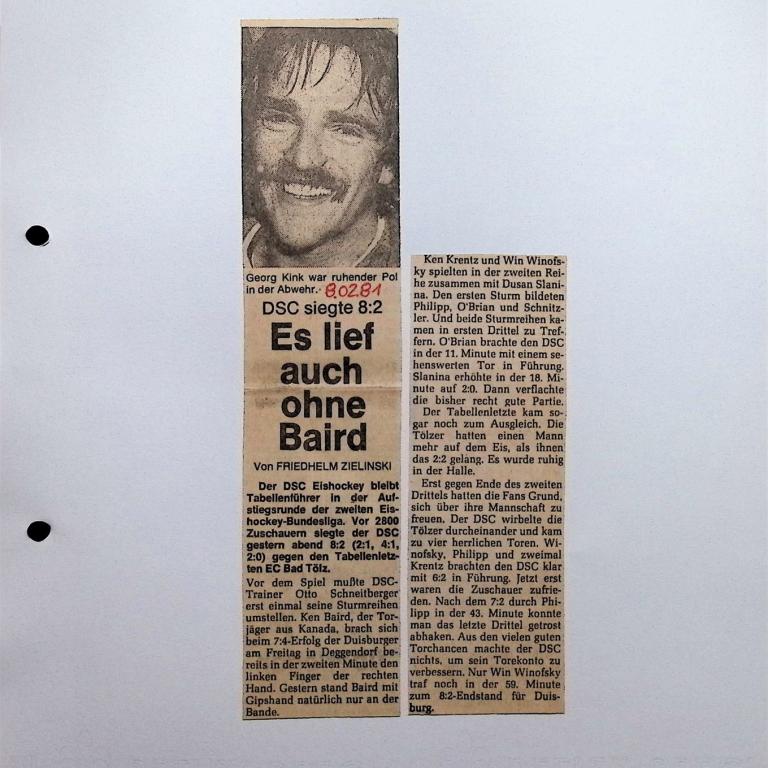 Georg Kink war ruhender Pol
in der Abwehr.
8.02.81
DSC siegte 8:2
Es lief
auch
ohne
Baird
Von FRIEDHELM ZIELINSKI
Der DSC Eishockey bleibt
Tabellenführer in der Auf-
stiegsrunde der zweiten Eis-
hockey-Bundesliga. Vor 2800
Zuschauern siegte der DSC
gestern abend 8:2 (2:1, 4:1,
2:0) gegen den Tabellenletz-
ten EC Bad Tölz.
Vor dem Spiel mußte DSC-
Trainer Otto Schneitberger
erst einmal seine Sturmreihen
umstellen. Ken Baird, der Tor-
jäger aus Kanada, brach sich
beim 7:4-Erfolg der Duisburger
am Freitag in Deggendorf be-
reits in der zweiten Minute den
linken Finger der rechten
Hand. Gestern stand Baird mit
Gipshand natürlich nur an der
Bande.
Ken Krentz und Win Winofs-
ky spielten in der zweiten Rei-
he zusammen mit Dusan Slani-
na. Den ersten Sturm bildeten
Philipp, O'Brian und Schnitz-
ler. Und beide Sturmreihen ka-
men in ersten Drittel zu Tref-
fern. O'Brian brachte den DSC
in der 11. Minute mit einem se-
henswerten Tor in Führung.
Slanina erhöhte in der 18. Mi-
nute auf 2:0. Dann verflachte
die bisher recht gute Partie.
Der Tabellenletzte kam so-
gar noch zum Ausgleich. Die
Tölzer hatten einen Mann
mehr auf dem Eis, als ihnen
das 2:2 gelang. Es wurde ruhig
in der Halle.
Erst gegen Ende des zweiten
Drittels hatten die Fans Grund,
sich über ihre Mannschaft zu
freuen. Der DSC wirbelte die
Tölzer durcheinander und kam
zu vier herrlichen Toren. Wi-
nofsky, Philipp und zweimal
Krentz brachten den DSC klar
mit 6:2 in Führung. Jetzt erst
waren die Zuschauer zufrie-
den. Nach dem 7:2 durch Phi-
lipp in der 43. Minute konnte
man das letzte Drittel getrost
abhaken. Aus den vielen guten
Torchancen machte der DSC
nichts, um sein Torekonto zu
verbessern. Nur Win Winofsky
traf noch in der 59. Minute
zum 8:2-Endstand für Duis-
burg.